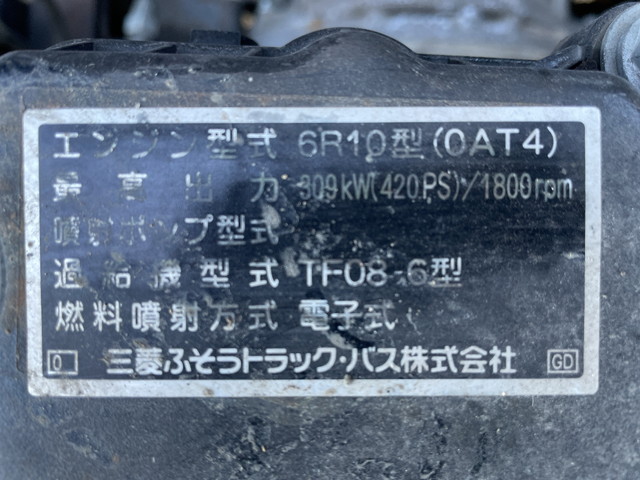 エンジン型式 6R10型(0AT4)
最高出力 309kW(420PS)/1800rpm
噴射ポンプ型式
過給機型式 TF08-6型
燃料噴射方式 電子式
0 三菱ふそうトラック・バス株式会社 GD